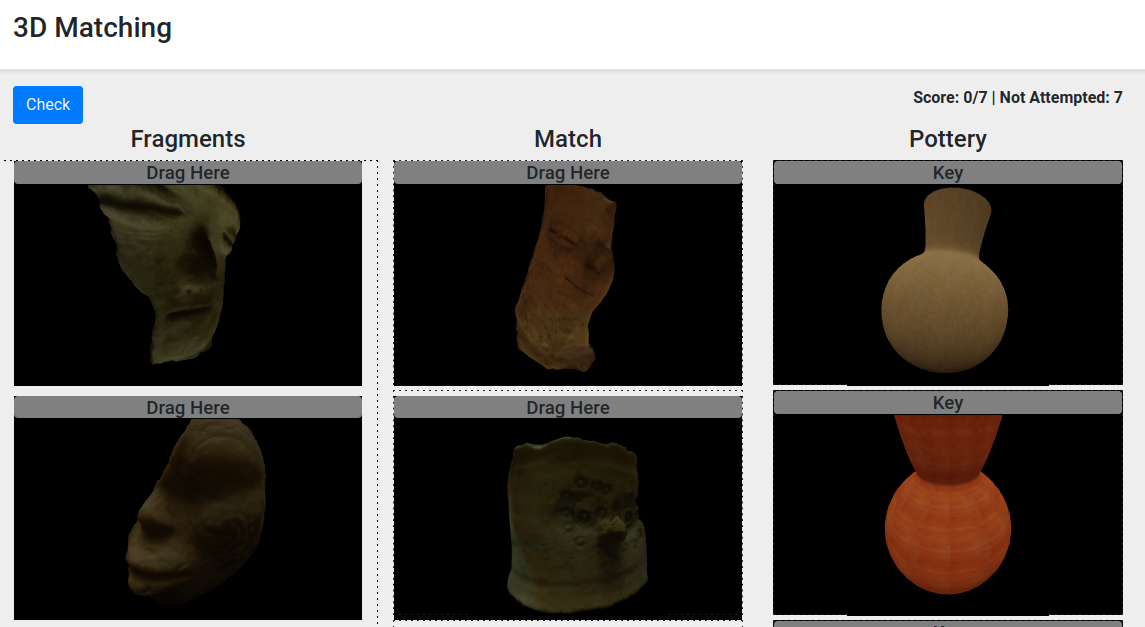 3D Matching
Check
Score: 0/7 | Not Attempted: 7
Fragments
Match
Pottery
Drag Here
Drag Here
Key
Drag Here
Drag Here
Key